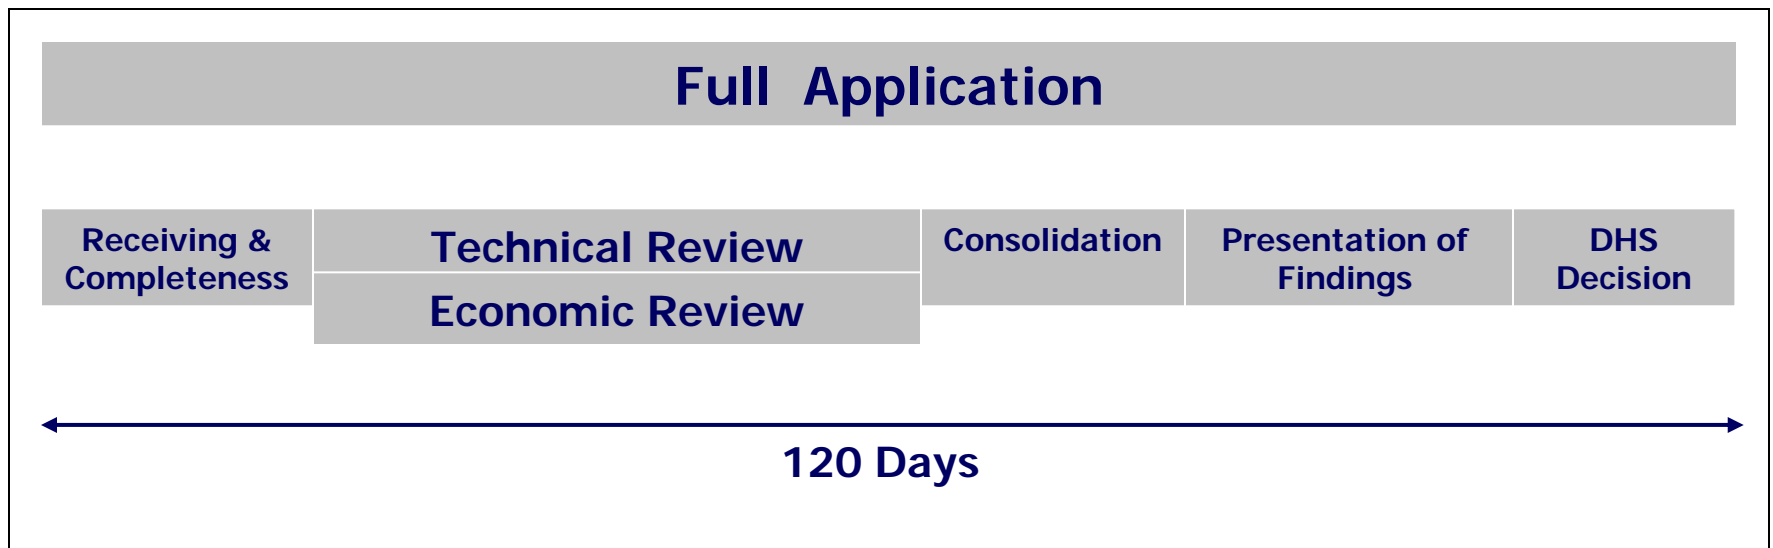 Full Application
Receiving &
Completeness
Technical Review
Economic Review
Consolidation
Presentation of
Findings
DHS
Decision
120 Days